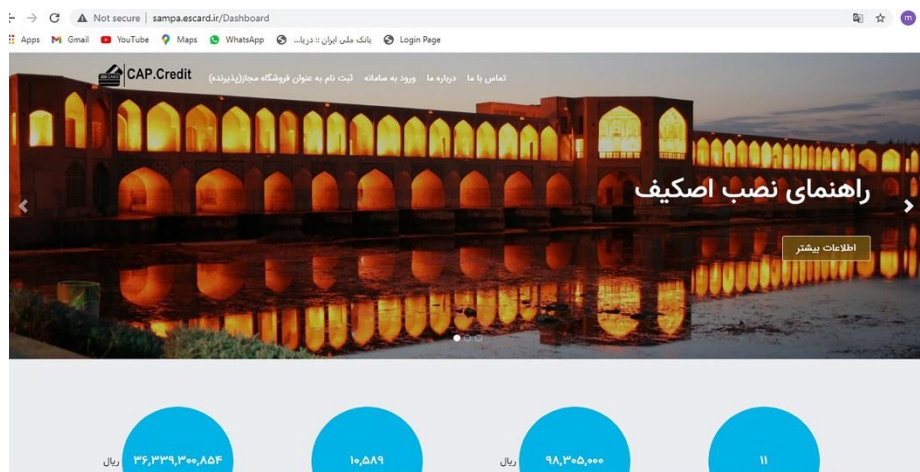 Not secure | sampa.escard.ir/Dashboard
m
Apps Gmail YouTube Maps WhatsApp بانک ملی ایران :: دریا... Login Page
CAP.Credit
تماس با ما درباره ما ورود به سامانه ثبت نام به عنوان فروشگاه مجاز(پذیرنده)
راهنمای نصب اصکیف
اطلاعات بیشتر
۱۱
۹۸,۳۰۵,۰۰۰ ریال
۱۰,۵۸۹
۳۶,۳۳۹,۳۰۰,۸۵۴ ریال